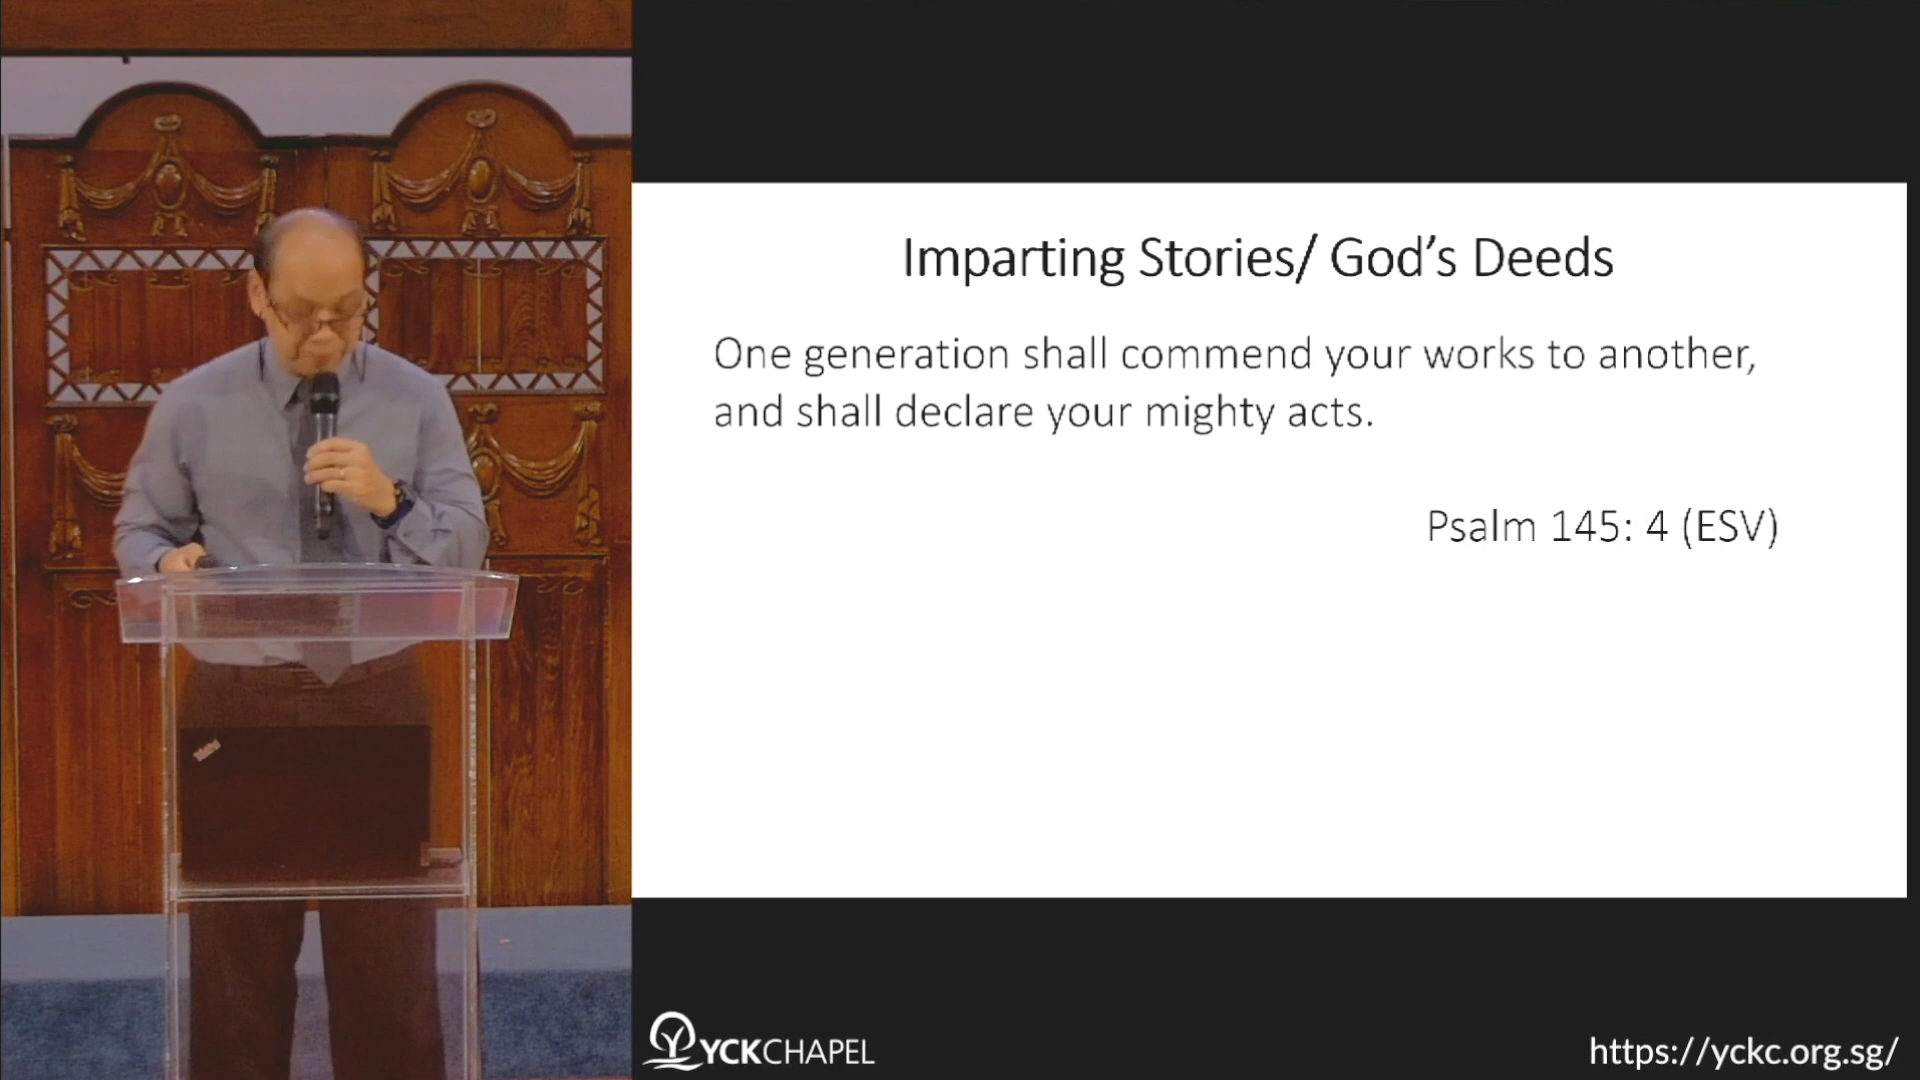 Imparting Stories/ God's Deeds
One generation shall commend your works to another,
and shall declare your mighty acts.
Psalm 145: 4 (ESV)
YCKCHAPEL
https://yckc.org.sg/